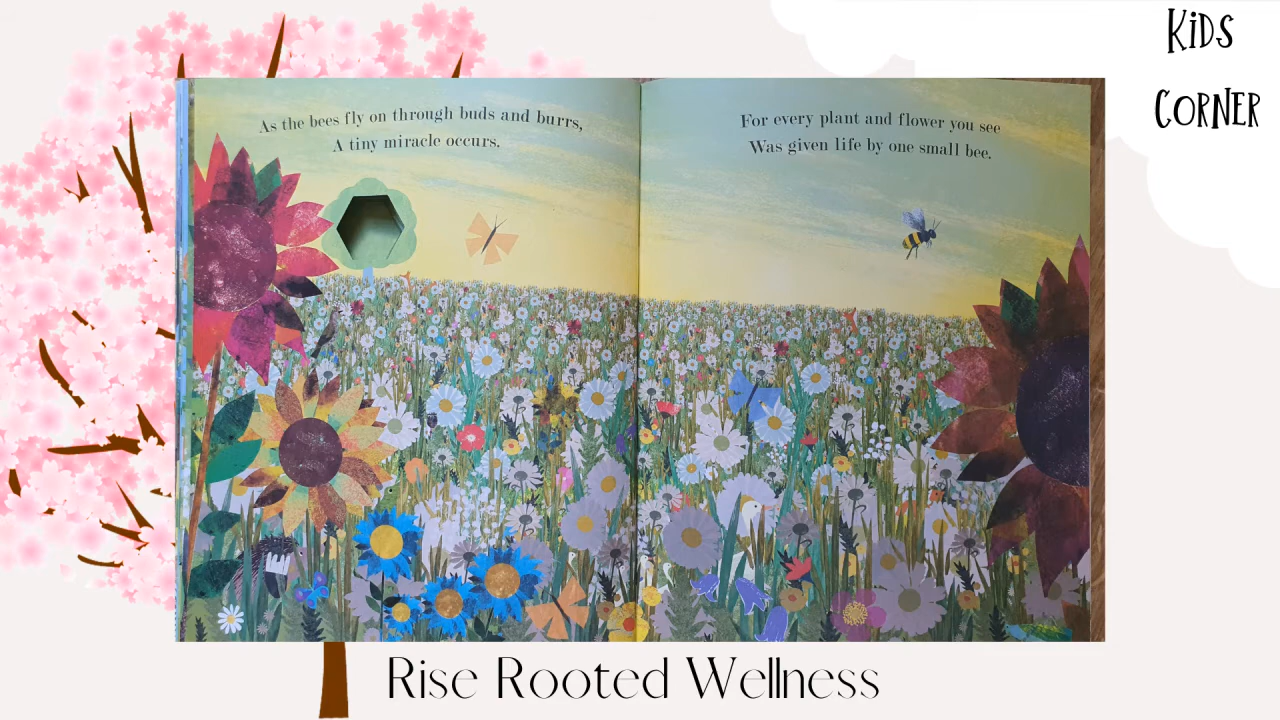 KiDS
CORNER
As the bees fly on through buds and burrs,
A tiny miracle occurs.
For every plant and flower you see
Was given life by one small bee.
Rise Rooted Wellness